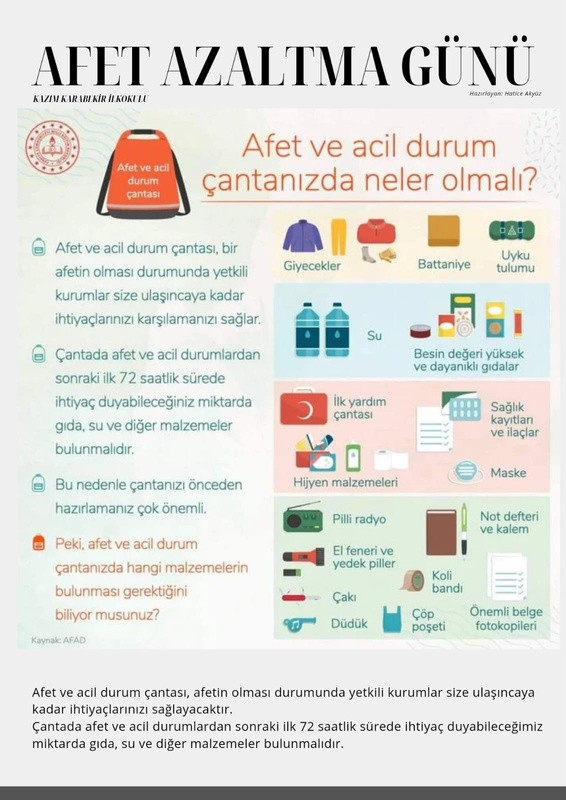 AFET AZALTMA GÜNÜ
KAZIM KARABEKİR İLKOKULU
Hazırlayan: Hatice Akyüz
Afet ve acil
durum
çantası
Afet ve acil durum
çantanızda neler olmalı?
Afet ve acil durum çantası, bir
afetin olması durumunda yetkili
kurumlar size ulaşıncaya kadar
ihtiyaçlarınızı karşılamanızı sağlar.
Çantada afet ve acil durumlardan
sonraki ilk 72 saatlik sürede
ihtiyaç duyabileceğiniz miktarda
gıda, su ve diğer malzemeler
bulunmalıdır.
Bu nedenle çantanızı önceden
hazırlamanız çok önemli.
Peki, afet ve acil durum
çantanızda hangi malzemelerin
bulunması gerektiğini
biliyor musunuz?
Kaynak: AFAD
Giyecekler
Battaniye
Uyku
tulumu
Su
Besin değeri yüksek
ve dayanıklı gıdalar
İlk yardım
çantası
Sağlık
kayıtları
ve ilaçlar
Hijyen malzemeleri
Maske
Pilli radyo
Not defteri
ve kalem
El feneri ve
yedek piller
Koli
bandı
Çakı
Düdük
Çöp
poşeti
Önemli belge
fotokopileri
Afet ve acil durum çantası, afetin olması durumunda yetkili kurumlar size ulaşıncaya
kadar ihtiyaçlarınızı sağlayacaktır.
Çantada afet ve acil durumlardan sonraki ilk 72 saatlik sürede ihtiyaç duyabileceğimiz
miktarda gıda, su ve diğer malzemeler bulunmalıdır.